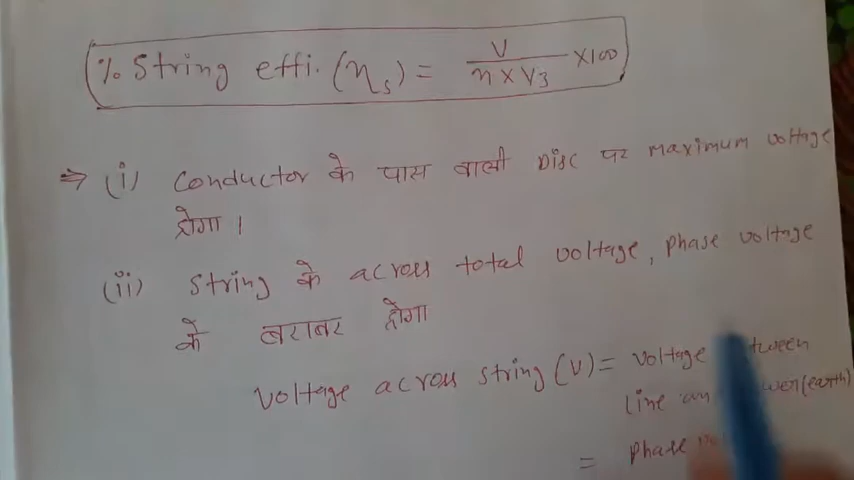 % String effi. (ηs) = V / n × V3 × 100
⇒ (i) Conductor के पास वाली Disc पर maximum voltage
होगा ।
(ii) String के across total voltage, phase voltage
के बराबर होगा
Voltage across string (V) = voltage
line (earth)
= phase